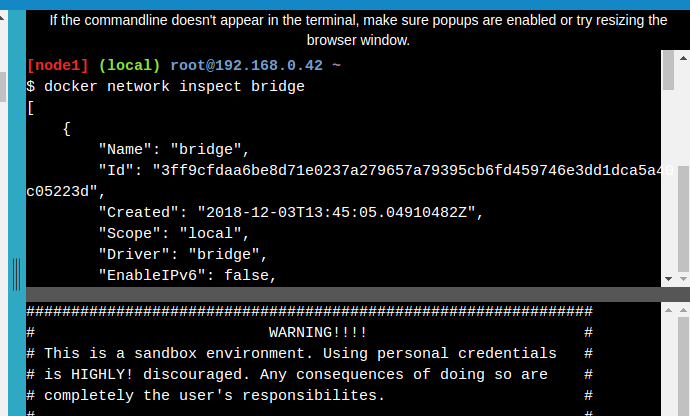 If the commandline doesn't appear in the terminal, make sure popups are enabled or try resizing the
browser window.
[node1] (local) root@192.168.0.42 ~
$ docker network inspect bridge
[
    {
        "Name": "bridge",
        "Id": "3ff9cfdaa6be8d71e0237a279657a79395cb6fd459746e3dd1dca5a40
c05223d",
        "Created": "2018-12-03T13:45:05.04910482Z",
        "Scope": "local",
        "Driver": "bridge",
        "EnableIPv6": false,
###############################################################
#                          WARNING!!!!                        #
# This is a sandbox environment. Using personal credentials   #
# is HIGHLY! discouraged. Any consequences of doing so are    #
# completely the user's responsibilites.                      #